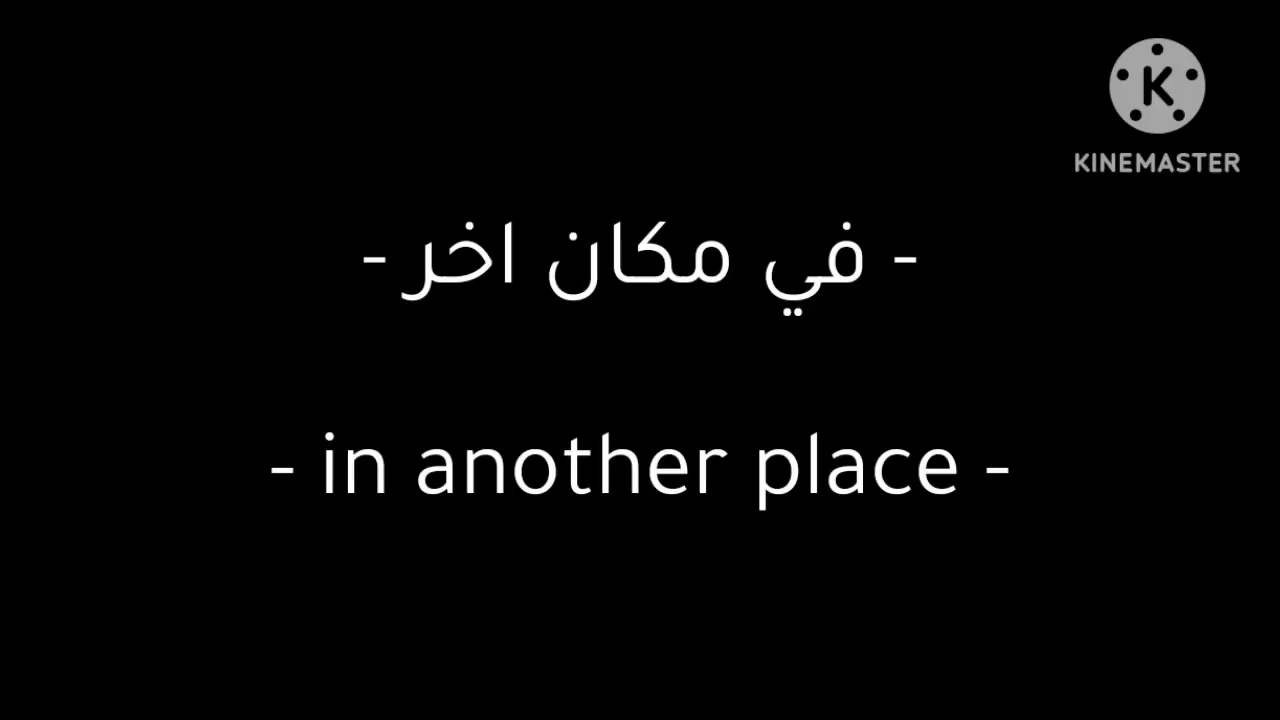 K
KINEMASTER
- في مكان اخر -
- in another place -